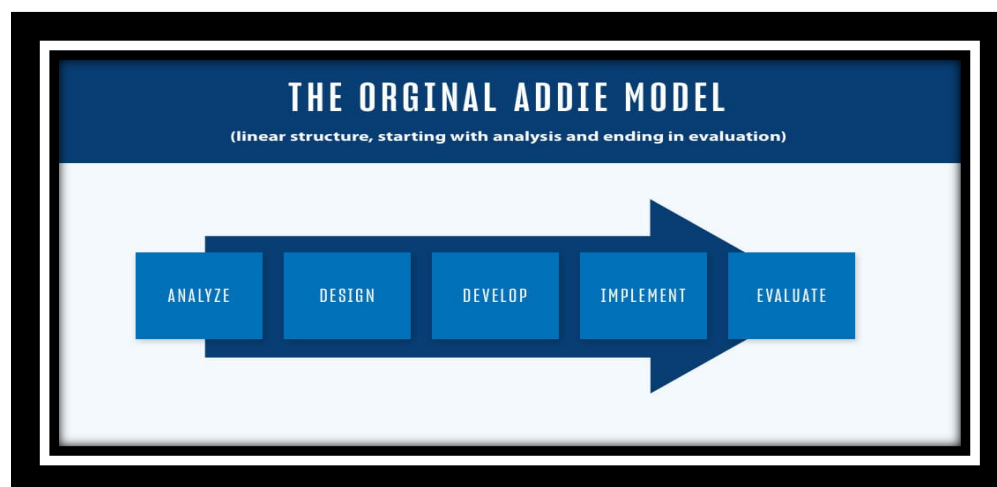 THE ORGINAL ADDIE MODEL
(linear structure, starting with analysis and ending in evaluation)
ANALYZE
DESIGN
DEVELOP
IMPLEMENT
EVALUATE